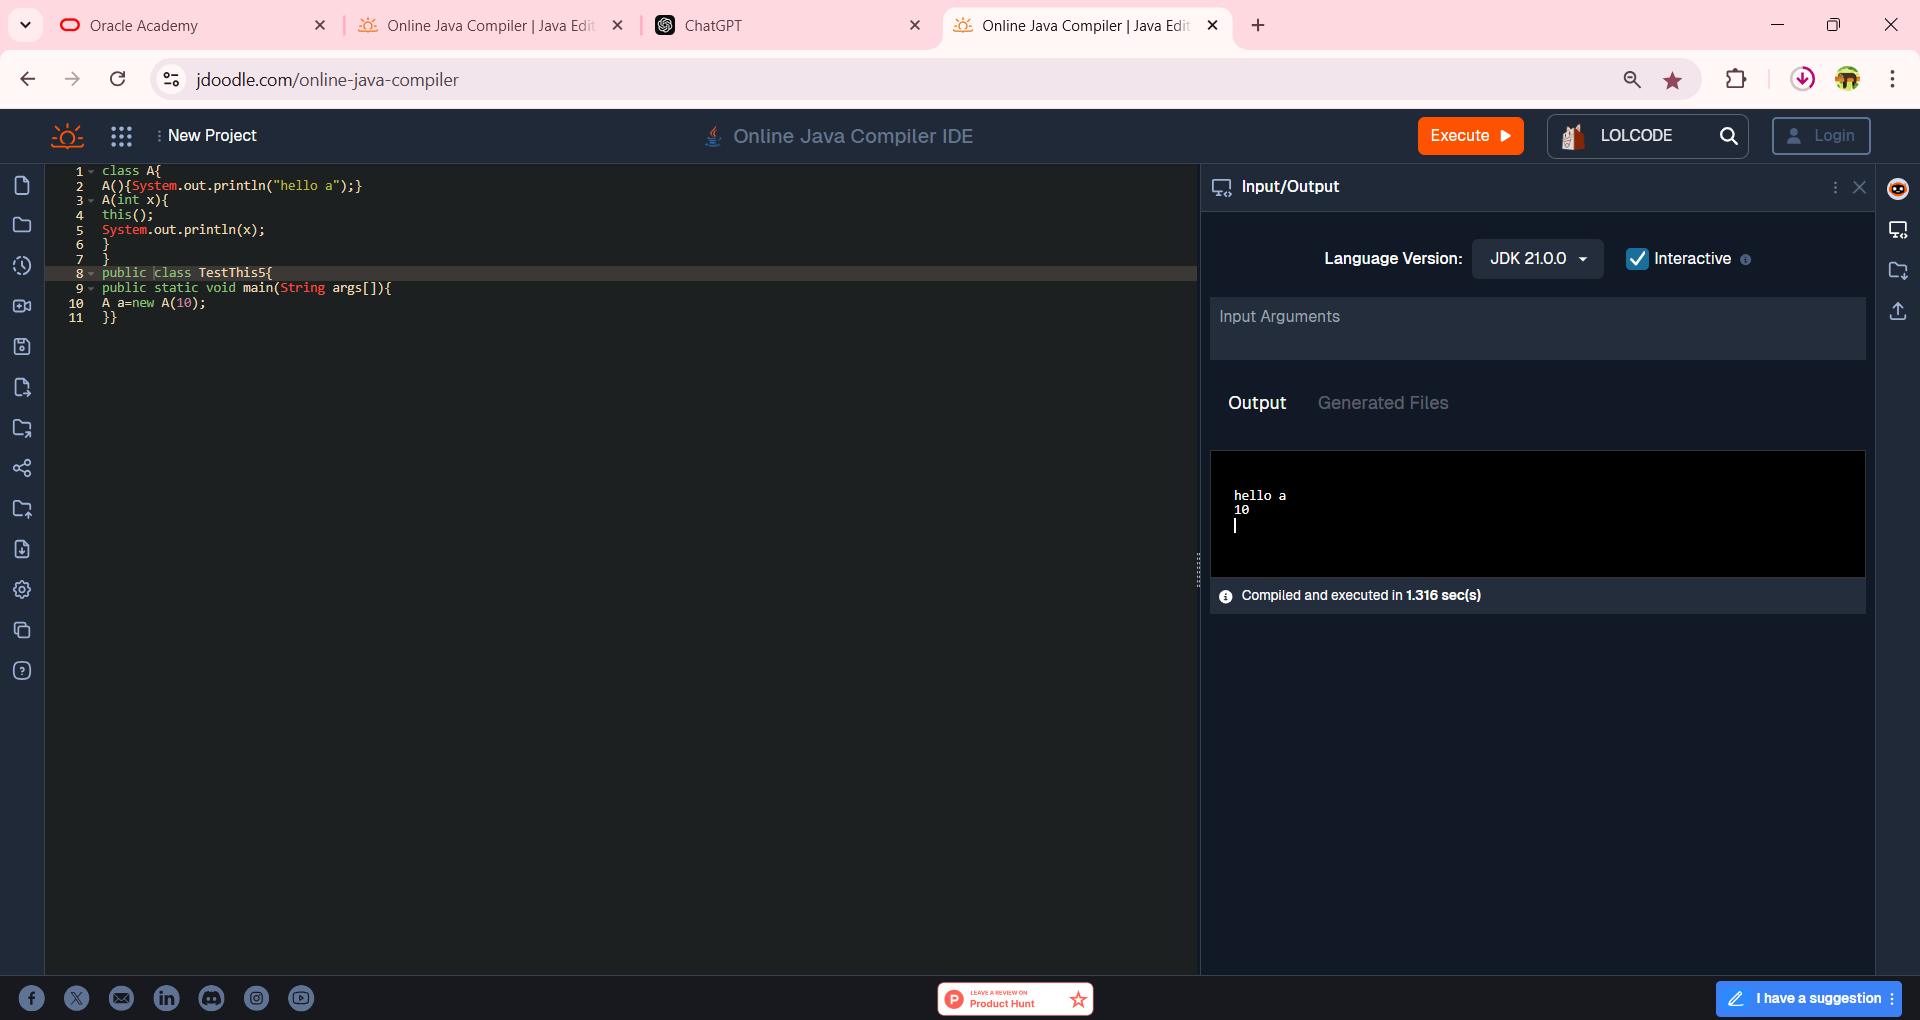 Oracle Academy
Online Java Compiler | Java Edit
ChatGPT
Online Java Compiler | Java Edit
jdoodle.com/online-java-compiler
New Project
Online Java Compiler IDE
Execute
LOLCODE
Login
1 class A{
2 A(){System.out.println("hello a");}
3 A(int x){
4 this();
5 System.out.println(x);
6 }
7 }
8 public class TestThis5{
9 public static void main(String args[]){
10 A a=new A(10);
11 }}
Input/Output
Language Version:
JDK 21.0.0
Interactive
Input Arguments
Output
Generated Files
hello a
10
Compiled and executed in 1.316 sec(s)
LEAVE A REVIEW ON
Product Hunt
I have a suggestion